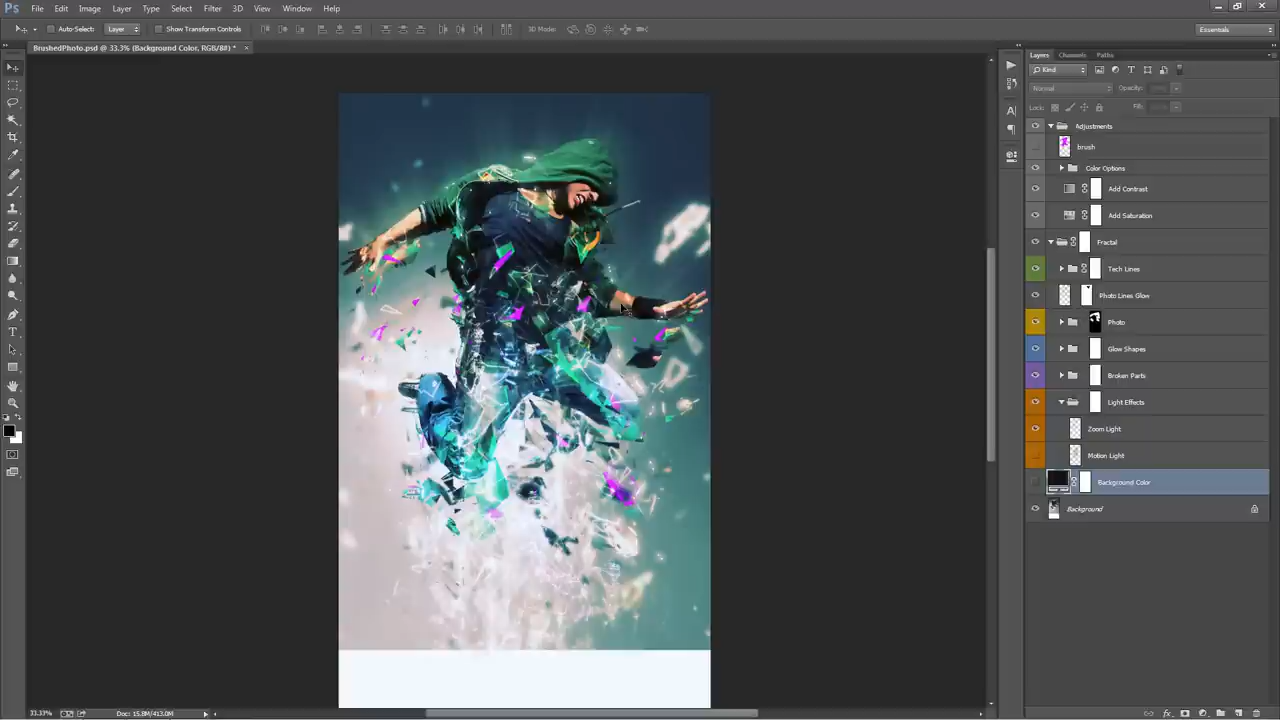 Ps File Edit Image Layer Type Select Filter 3D View Window Help
Auto-Select: Layer Show Transform Controls 3D Mode: Essentials
BrushedPhoto.psd @ 33.3% (Background Color, RGB/8#) * ×
Layers Channels Paths
Kind
Normal Opacity:
Lock: Fill:
Adjustments
brush
Color Options
Add Contrast
Add Saturation
Fractal
Tech Lines
Photo Lines Glow
Photo
Glow Shapes
Broken Parts
Light Effects
Zoom Light
Motion Light
Background Color
Background
33.33% Doc: 15.8M/413.0M